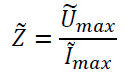 Z̃ = Ũmax / Ĩmax